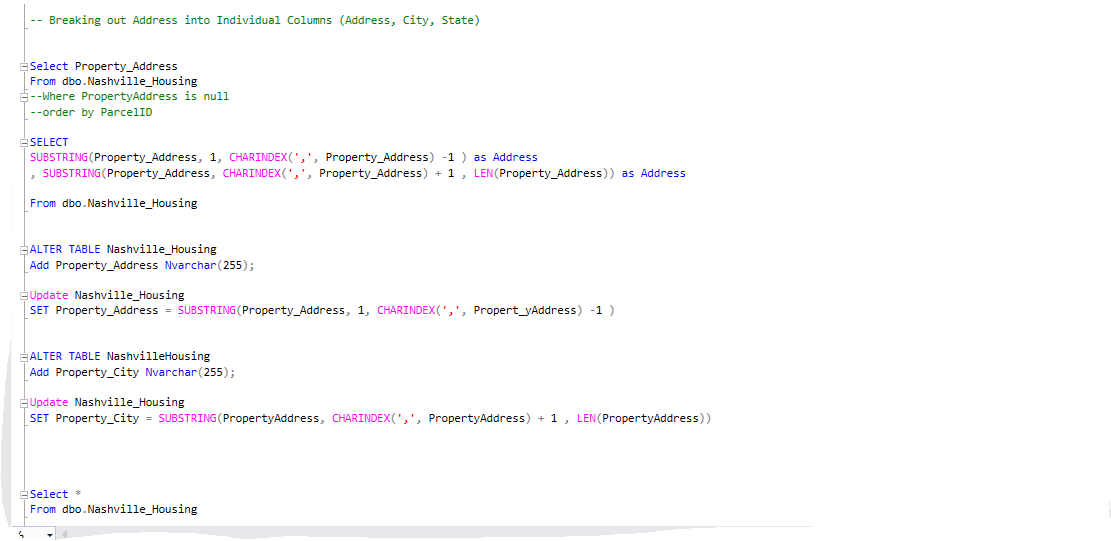 -- Breaking out Address into Individual Columns (Address, City, State)
Select Property_Address
From dbo.Nashville_Housing
--Where PropertyAddress is null
--order by ParcelID
SELECT
SUBSTRING(Property_Address, 1, CHARINDEX(',', Property_Address) -1 ) as Address
, SUBSTRING(Property_Address, CHARINDEX(',', Property_Address) + 1 , LEN(Property_Address)) as Address
From dbo.Nashville_Housing
ALTER TABLE Nashville_Housing
Add Property_Address Nvarchar(255);
Update Nashville_Housing
SET Property_Address = SUBSTRING(Property_Address, 1, CHARINDEX(',', Propert_yAddress) -1 )
ALTER TABLE NashvilleHousing
Add Property_City Nvarchar(255);
Update Nashville_Housing
SET Property_City = SUBSTRING(PropertyAddress, CHARINDEX(',', PropertyAddress) + 1 , LEN(PropertyAddress))
Select *
From dbo.Nashville_Housing